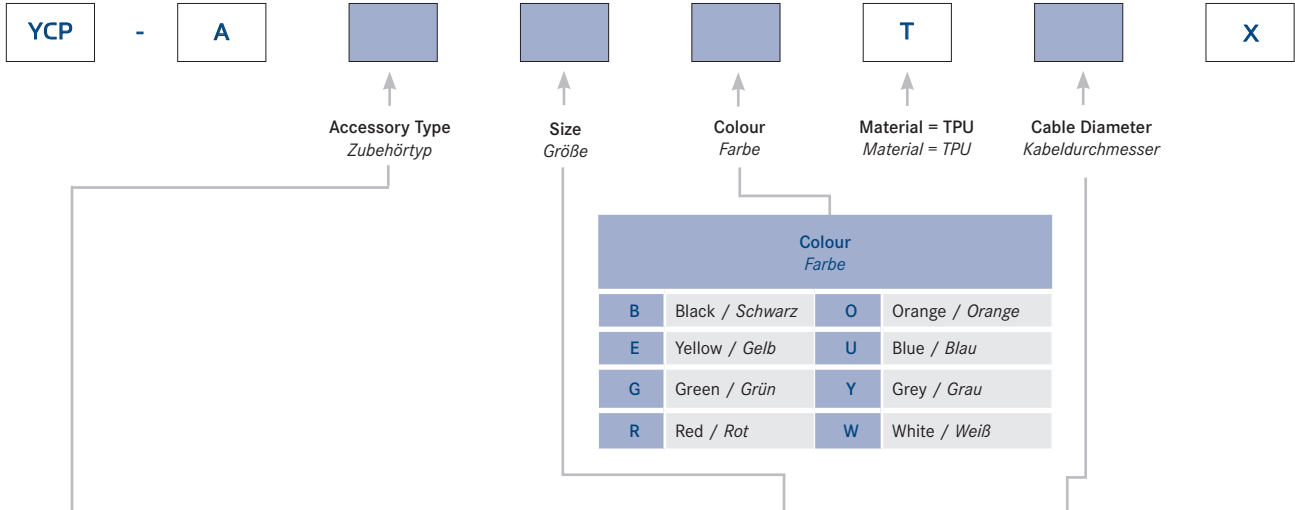 YCP - A T X
Accessory Type Size Colour Material = TPU Cable Diameter
Zubehörtyp Größe Farbe Material = TPU Kabeldurchmesser
Colour
Farbe
B Black / Schwarz O Orange / Orange
E Yellow / Gelb U Blue / Blau
G Green / Grün Y Grey / Grau
R Red / Rot W White / Weiß